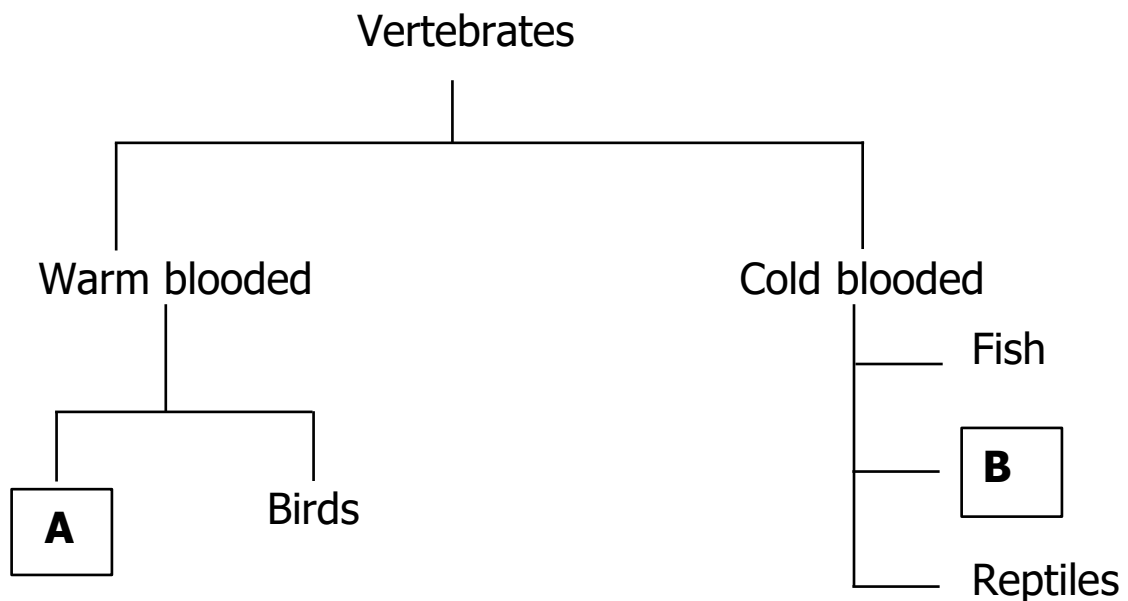 Vertebrates
Warm blooded
Cold blooded
Fish
A
Birds
B
Reptiles